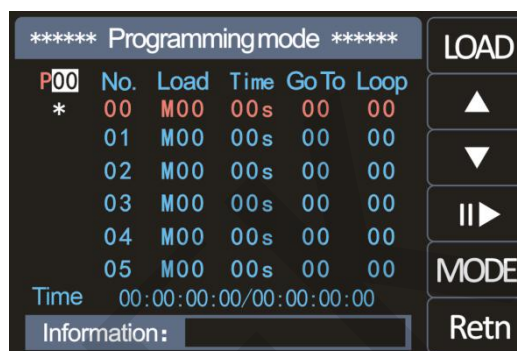 ****** Programming mode ******
P00 No. Load Time Go To Loop
* 00 M00 00s 00 00
01 M00 00s 00 00
02 M00 00s 00 00
03 M00 00s 00 00
04 M00 00s 00 00
05 M00 00s 00 00
Time 00:00:00:00/00:00:00:00
Information:
LOAD
MODE
Retn